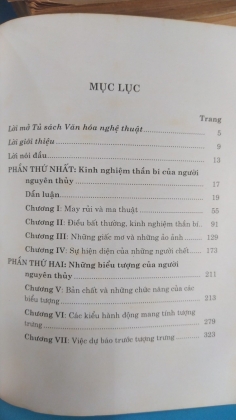 MỤC LỤC
Trang
Lời mở Tủ sách Văn hóa nghệ thuật 5
Lời giới thiệu 9
Lời nói đầu 13
PHẦN THỨ NHẤT: Kinh nghiệm thần bí của người
nguyên thủy 17
Dẫn luận 19
Chương I: May rủi và ma thuật 55
Chương II: Điều bất thường, kinh nghiệm thần bí.. 91
Chương III: Những giấc mơ và những ảo ảnh 129
Chương IV: Sự hiện diện của những người chết 173
PHẦN THỨ HAI: Những biểu tượng của người
nguyên thủy 211
Chương V: Bản chất và những chức năng của các
biểu tượng 213
Chương VI: Các kiểu hành động mang tính tượng
trưng 279
Chương VII: Việc dự báo trước tượng trưng 325